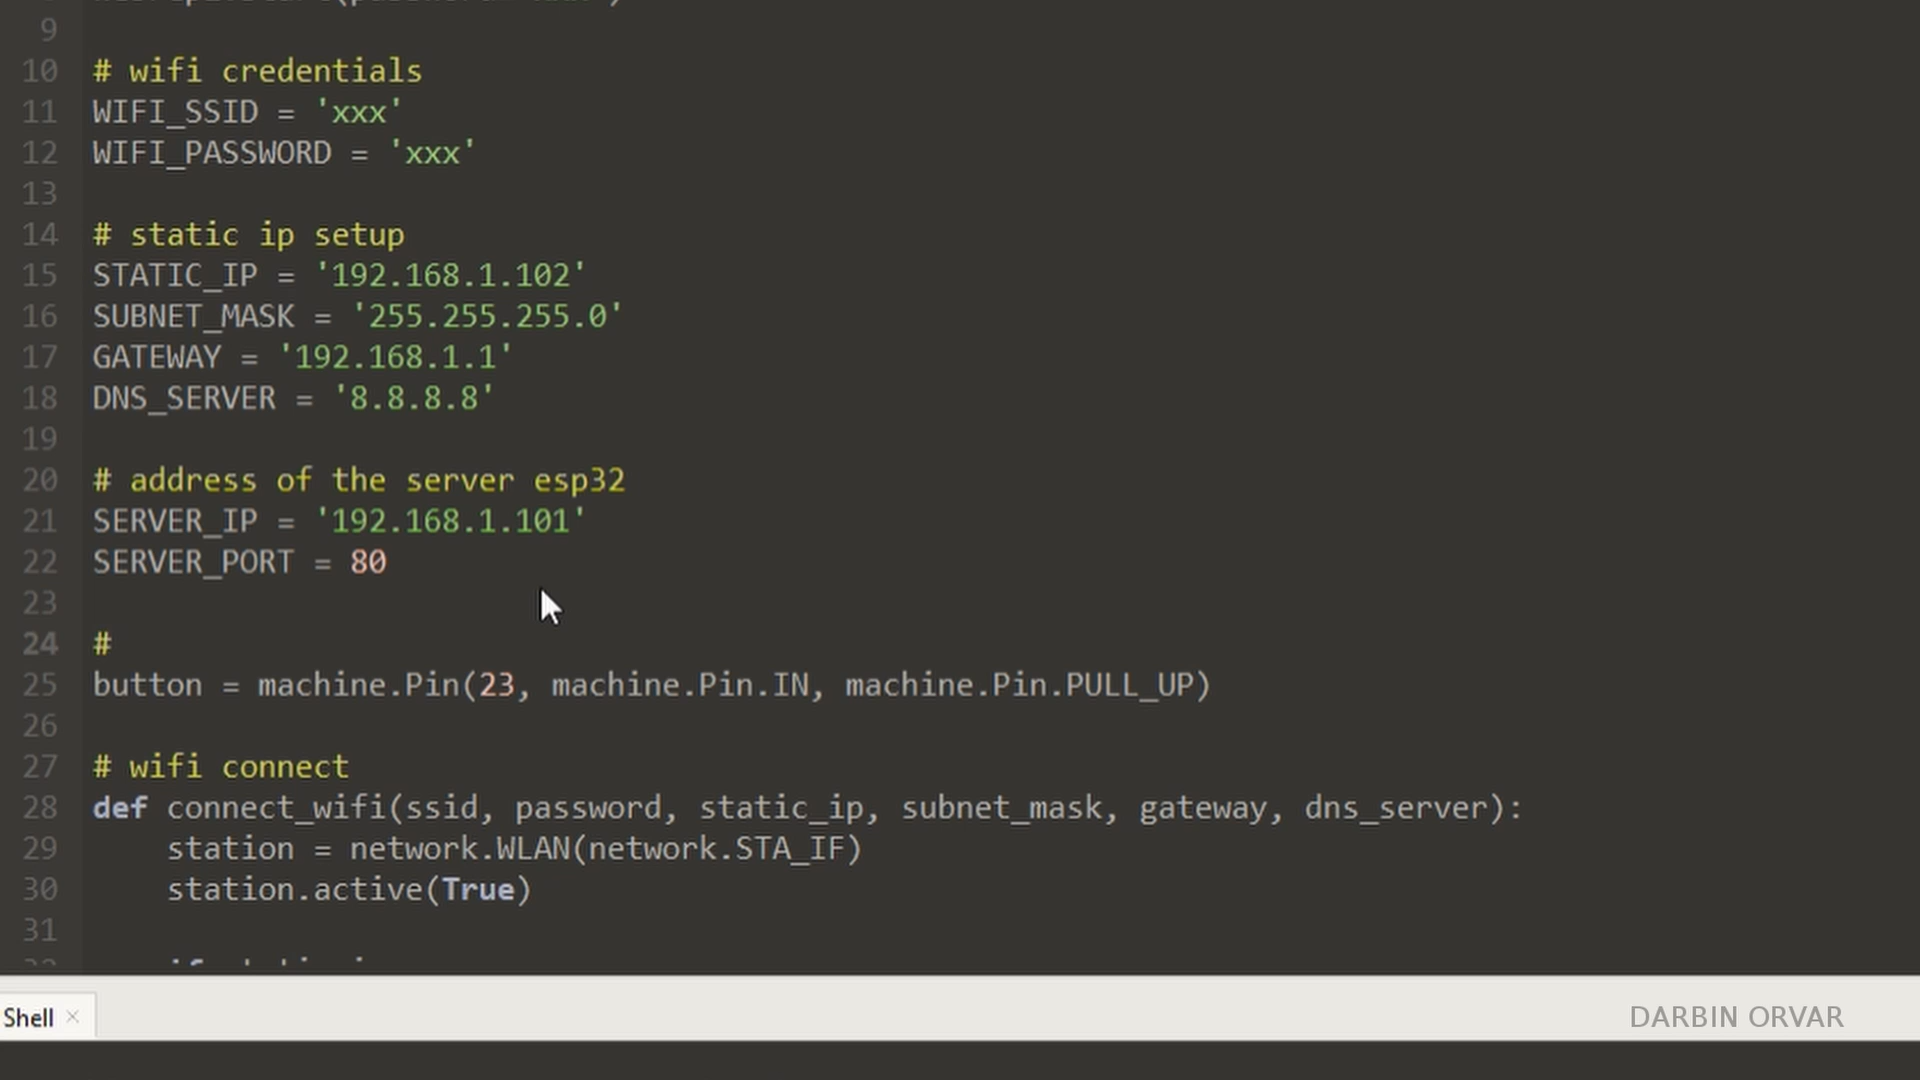 9
10 # wifi credentials
11 WIFI_SSID = 'xxx'
12 WIFI_PASSWORD = 'xxx'
13
14 # static ip setup
15 STATIC_IP = '192.168.1.102'
16 SUBNET_MASK = '255.255.255.0'
17 GATEWAY = '192.168.1.1'
18 DNS_SERVER = '8.8.8.8'
19
20 # address of the server esp32
21 SERVER_IP = '192.168.1.101'
22 SERVER_PORT = 80
23
24 #
25 button = machine.Pin(23, machine.Pin.IN, machine.Pin.PULL_UP)
26
27 # wifi connect
28 def connect_wifi(ssid, password, static_ip, subnet_mask, gateway, dns_server):
29     station = network.WLAN(network.STA_IF)
30     station.active(True)
31
Shell ×
DARBIN ORVAR